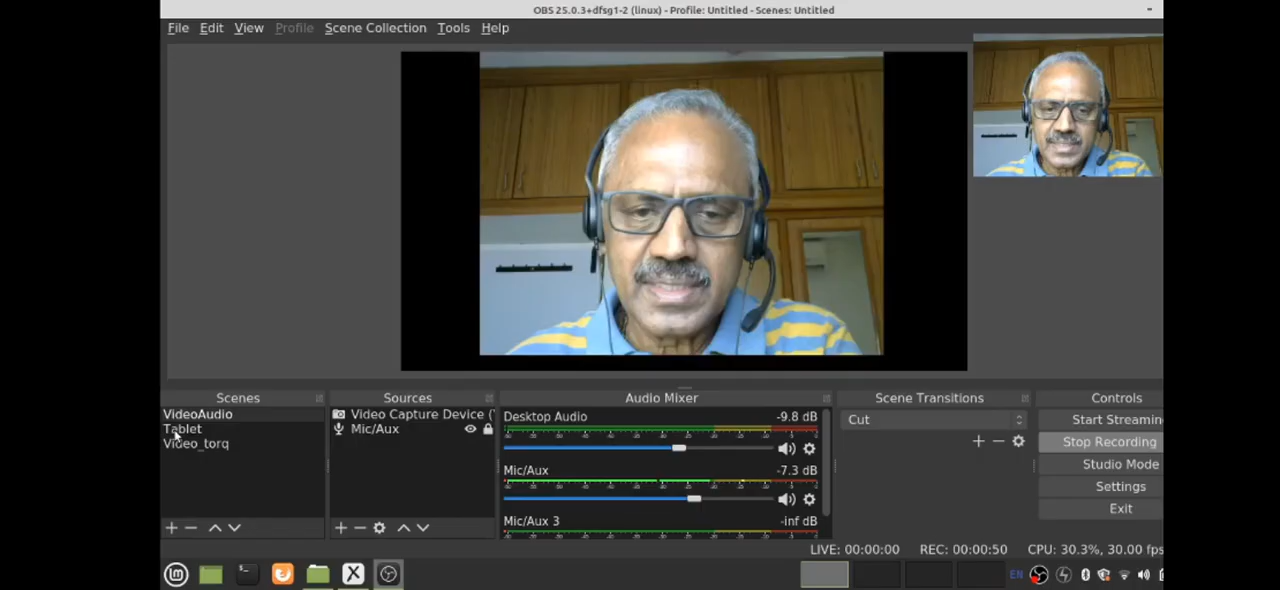 OBS 25.0.3+dfsg1-2 (linux) - Profile: Untitled - Scenes: Untitled
File Edit View Profile Scene Collection Tools Help
Scenes Sources Audio Mixer Scene Transitions Controls
VideoAudio
Tablet
Video_torq
Video Capture Device (
Mic/Aux
Desktop Audio -9.8 dB
Mic/Aux -7.3 dB
Mic/Aux 3 -inf dB
Cut
Start Streamin
Stop Recording
Studio Mode
Settings
Exit
LIVE: 00:00:00 REC: 00:00:50 CPU: 30.3%, 30.00 fps
EN